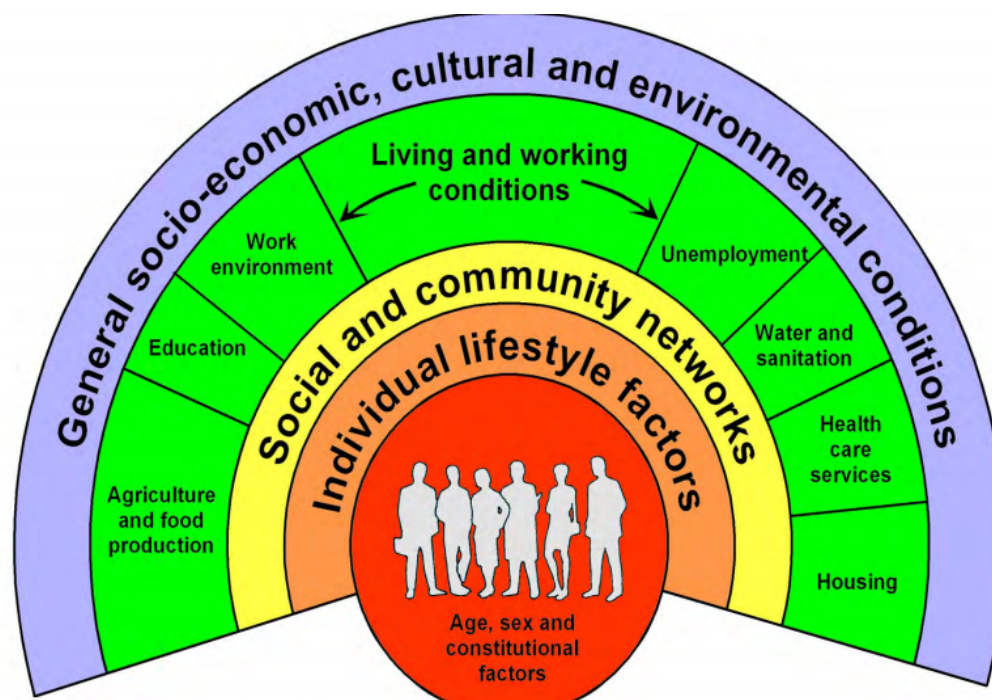 General socio-economic, cultural and environmental conditions
Living and working
conditions
Work
environment
Unemployment
Education
Water and
sanitation
Agriculture
and food
production
Health
care
services
Housing
Social and community networks
Individual lifestyle factors
Age, sex and
constitutional
factors